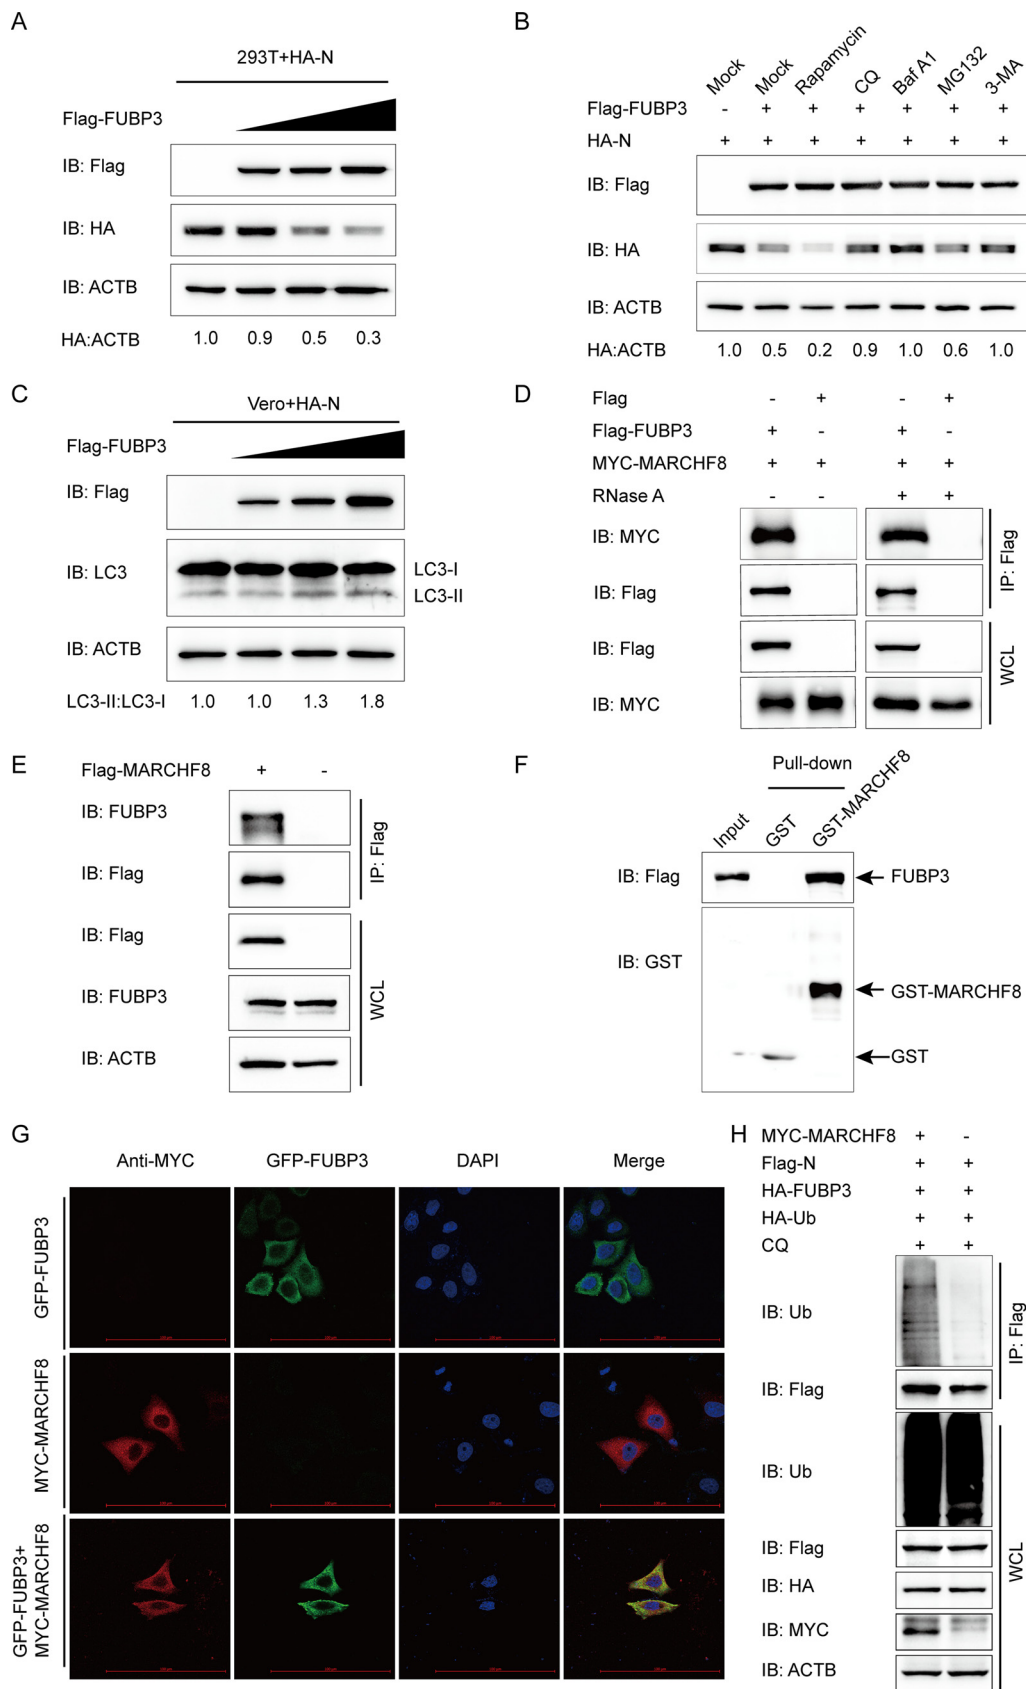 A
293T+HA-N
Flag-FUBP3
IB: Flag
IB: HA
IB: ACTB
HA:ACTB 1.0 0.9 0.5 0.3
B
Mock Mock Rapamycin CQ Baf A1 MG132 3-MA
Flag-FUBP3 - + + + + + +
HA-N + + + + + + +
IB: Flag
IB: HA
IB: ACTB
HA:ACTB 1.0 0.5 0.2 0.9 1.0 0.6 1.0
C
Vero+HA-N
Flag-FUBP3
IB: Flag
IB: LC3
LC3-I
LC3-II
IB: ACTB
LC3-II:LC3-I 1.0 1.0 1.3 1.8
D
Flag - + - +
Flag-FUBP3 + - + -
MYC-MARCHF8 + + + +
RNase A - - + +
IB: MYC
IB: Flag
IP: Flag
IB: Flag
IB: MYC
WCL
E
Flag-MARCHF8 + -
IB: FUBP3
IB: Flag
IP: Flag
IB: Flag
IB: FUBP3
IB: ACTB
WCL
F
Pull-down
Input GST GST-MARCHF8
IB: Flag FUBP3
IB: GST
GST-MARCHF8
GST
G
Anti-MYC GFP-FUBP3 DAPI Merge
GFP-FUBP3
MYC-MARCHF8
GFP-FUBP3+
MYC-MARCHF8
H
MYC-MARCHF8 + -
Flag-N + +
HA-FUBP3 + +
HA-Ub + +
CQ + +
IB: Ub
IB: Flag
IP: Flag
IB: Ub
IB: Flag
IB: HA
IB: MYC
IB: ACTB
WCL